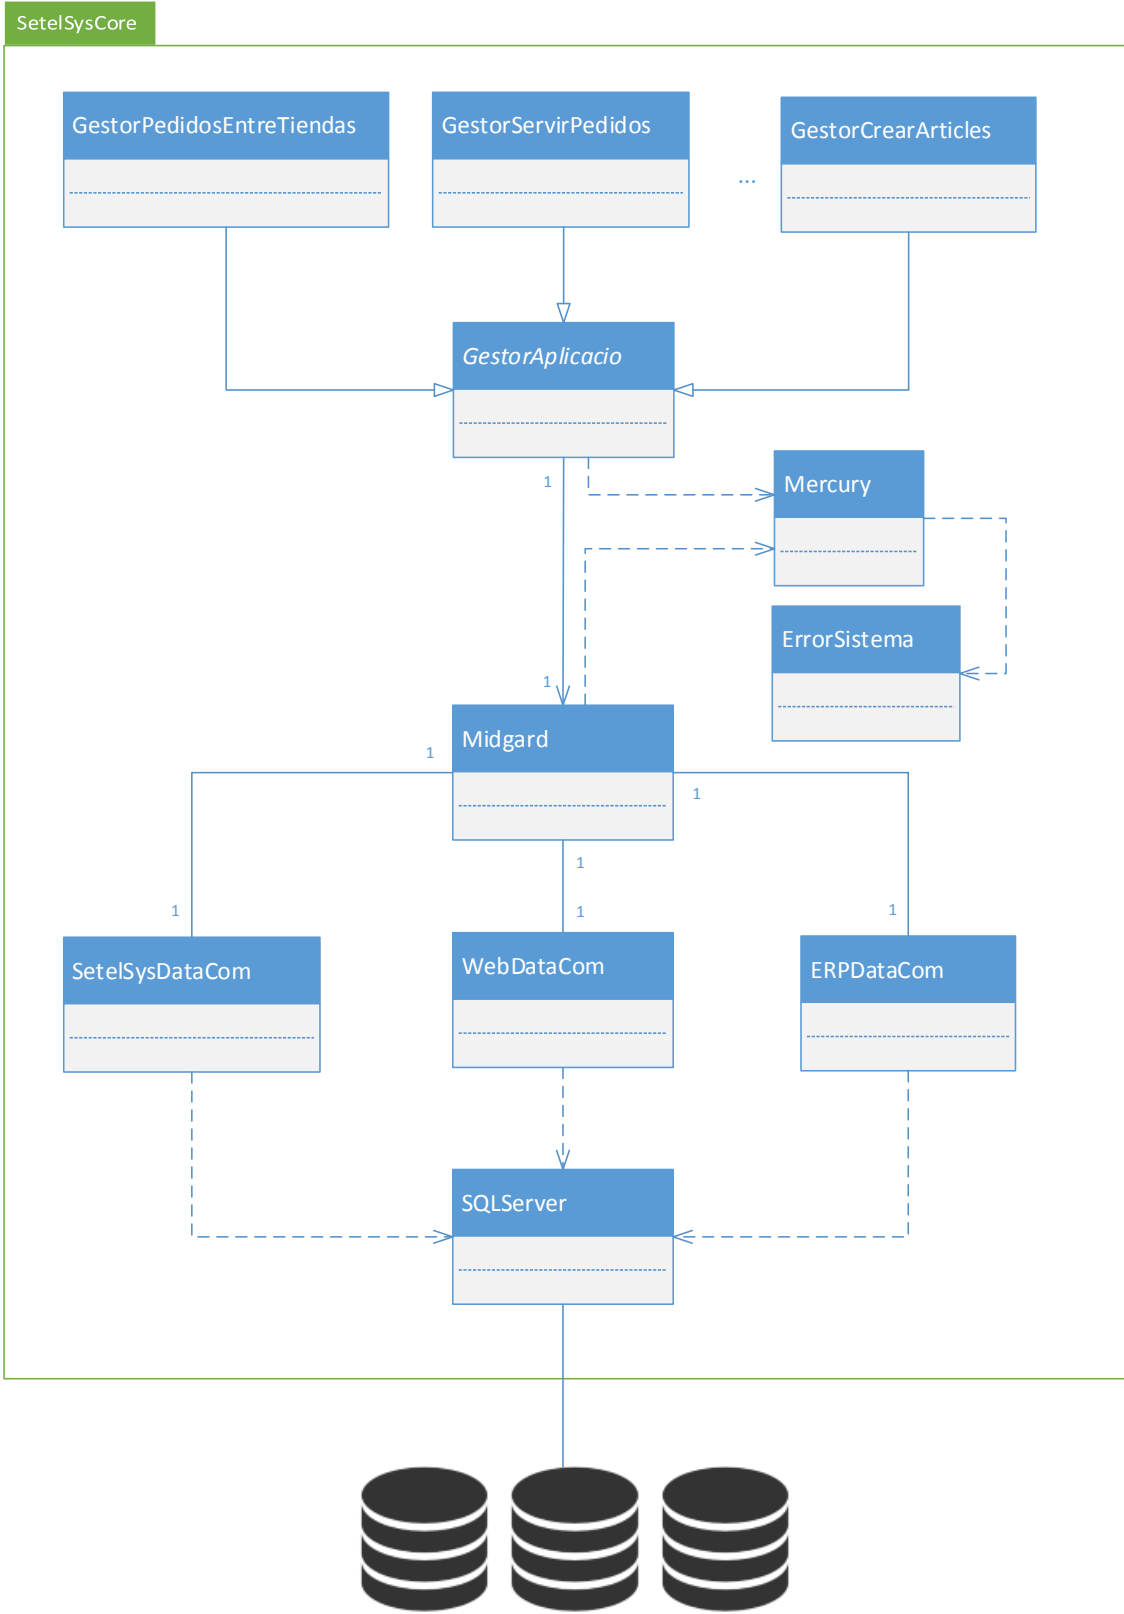 SetelSysCore
GestorPedidosEntreTiendas
GestorServirPedidos
...
GestorCrearArticles
GestorAplicacio
1
Mercury
ErrorSistema
1
Midgard
1
1
1
1
1
1
SetelSysDataCom
WebDataCom
ERPDataCom
SQLServer